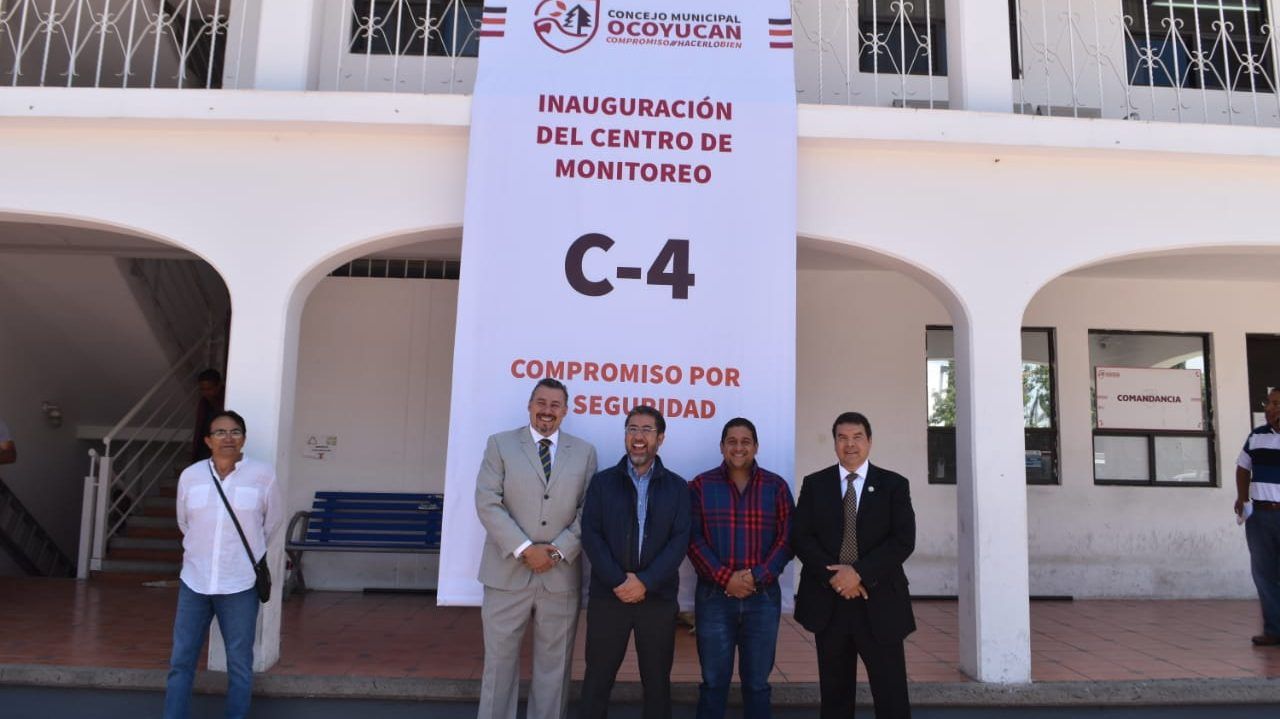 CONCEJO MUNICIPAL
OCOYUCAN
COMPROMISO#HACERLOBIEN
INAUGURACIÓN
DEL CENTRO DE
MONITOREO
C-4
COMPROMISO POR
SEGURIDAD
COMANDANCIA